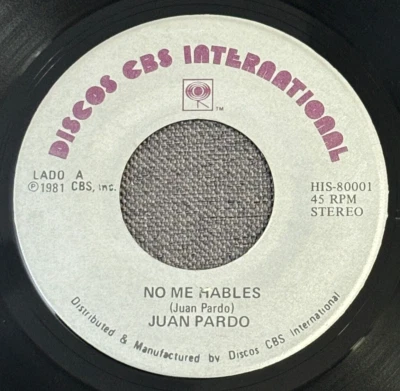 DISCOS CBS INTERNATIONAL
TM
LADO A
℗1981 CBS, Inc.
HIS-80001
45 RPM
STEREO
NO ME HABLES
(Juan Pardo)
JUAN PARDO
Distributed & Manufactured by Discos CBS International